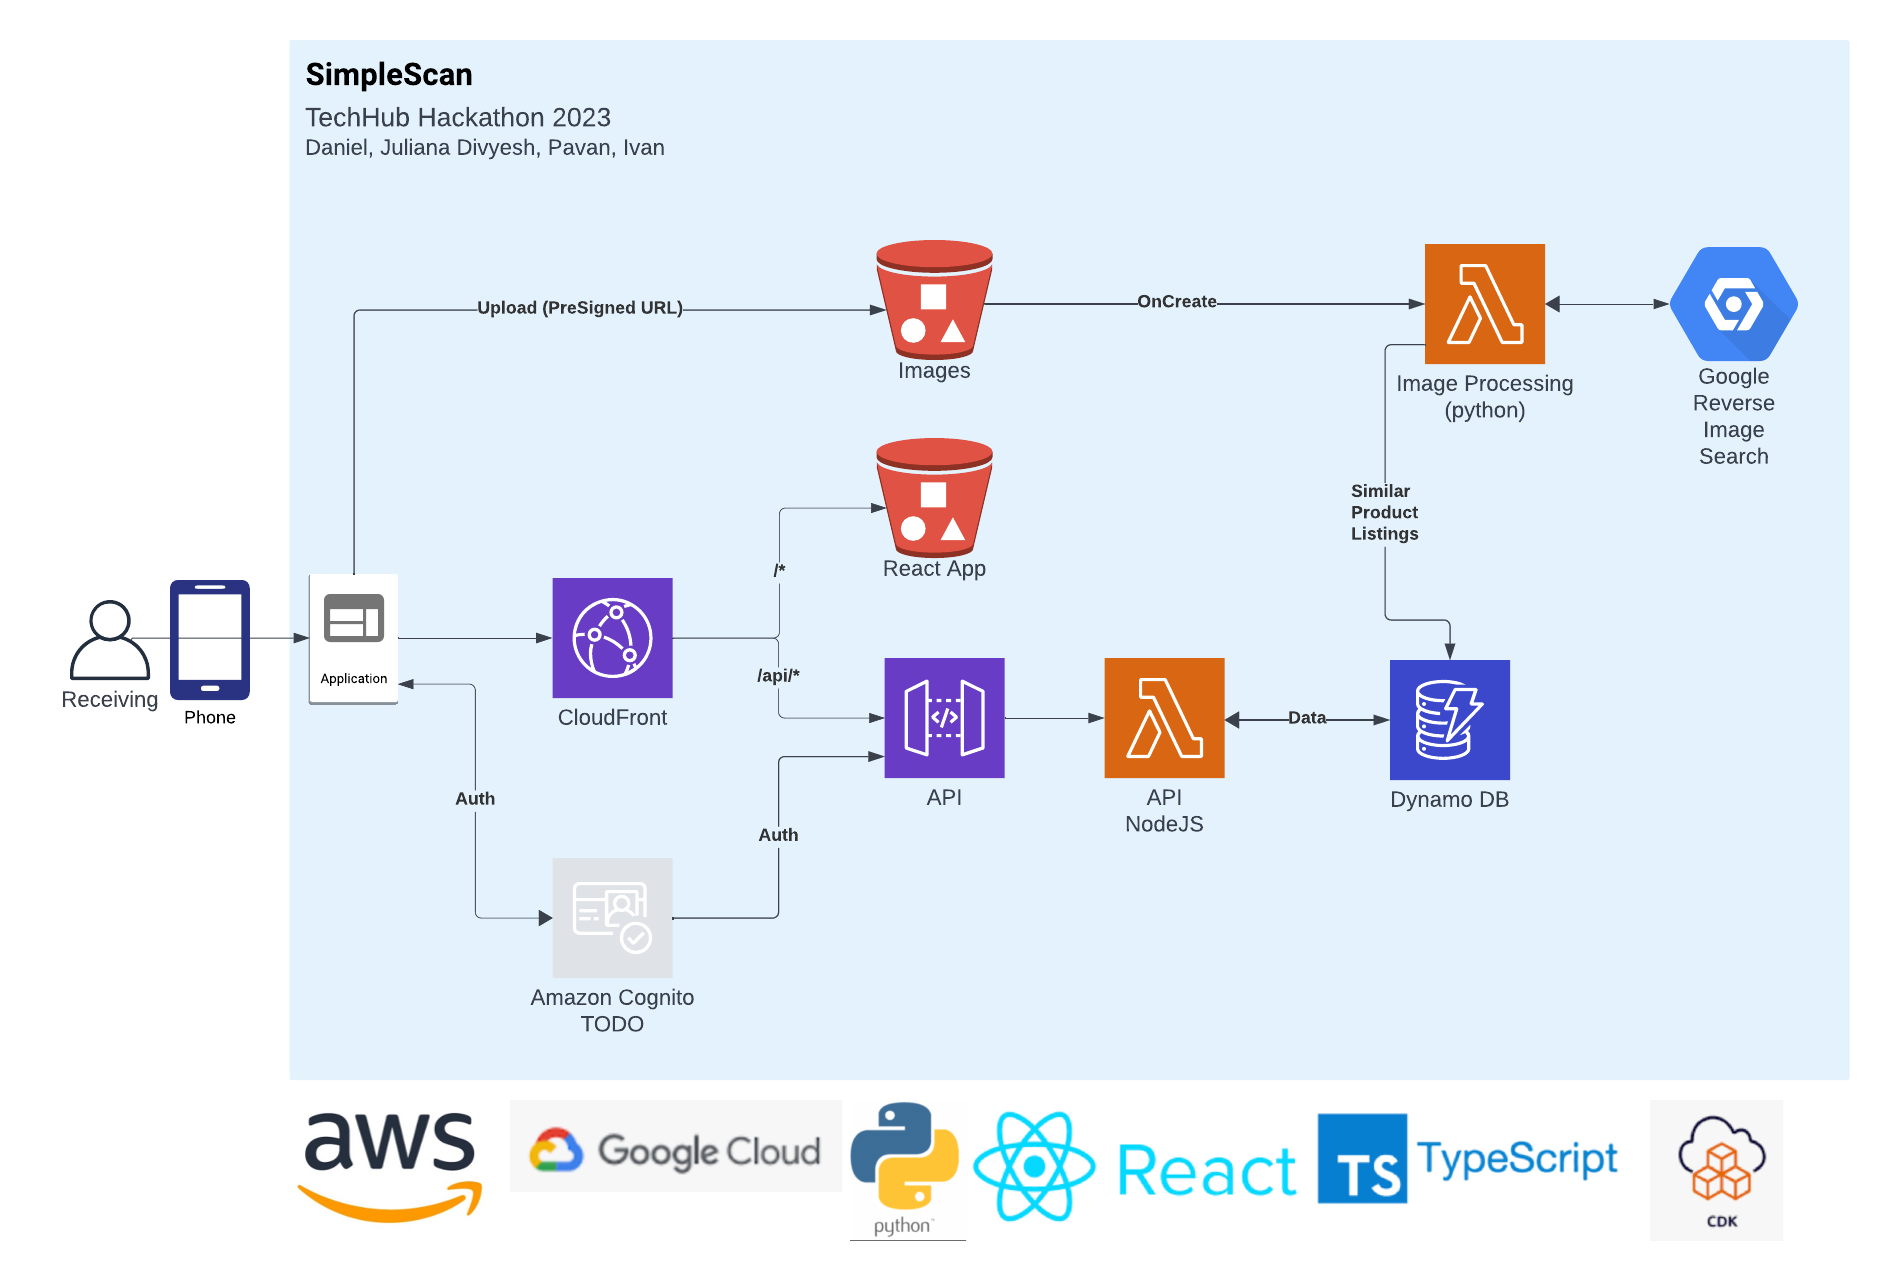 SimpleScan
TechHub Hackathon 2023
Daniel, Juliana Divyesh, Pavan, Ivan
Upload (PreSigned URL)
Images
OnCreate
Image Processing
(python)
Google
Reverse
Image
Search
Similar
Product
Listings
React App
/*
/api/*
Receiving
Phone
Application
CloudFront
API
API
NodeJS
Data
Dynamo DB
Auth
Auth
Amazon Cognito
TODO
aws
Google Cloud
python
React
TS TypeScript
CDK